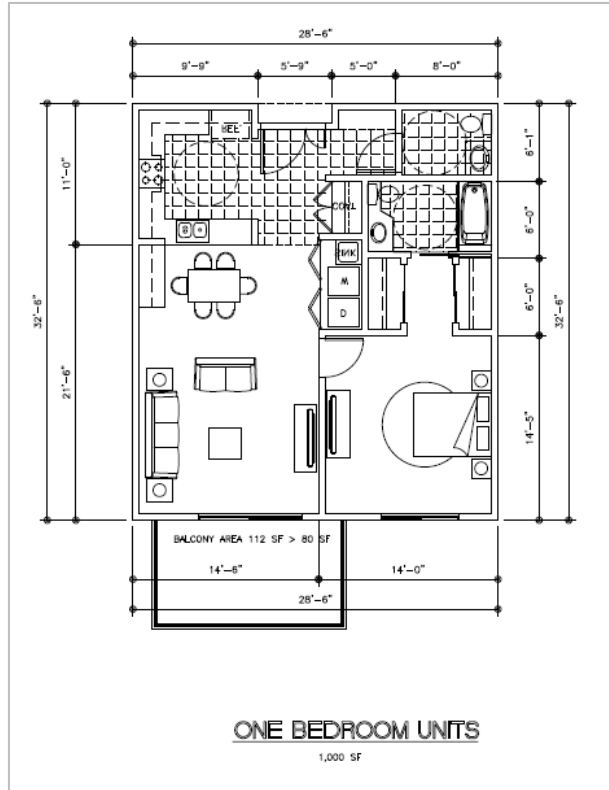 28'-6"
9'-9" 5'-9" 5'-0" 8'-0"
REF
11'-0"
6'-1"
COAT
6'-0"
SINK
W
D
6'-0"
32'-6"
32'-6"
21'-6"
14'-5"
BALCONY AREA 112 SF > 80 SF
14'-6" 14'-0"
28'-6"
ONE BEDROOM UNITS
1,000 SF